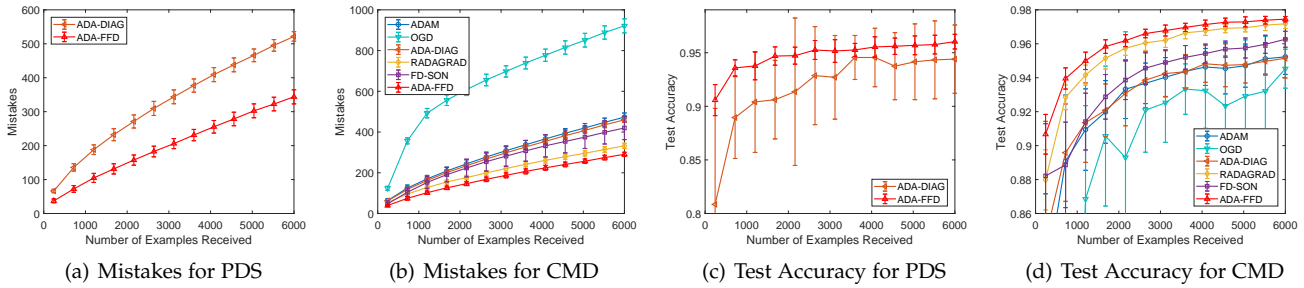 600
500
400
300
200
100
0
Mistakes
ADA-DIAG
ADA-FFD
0 1000 2000 3000 4000 5000 6000
Number of Examples Received
(a) Mistakes for PDS
1000
800
600
400
200
0
Mistakes
ADAM
OGD
ADA-DIAG
RADAGRAD
FD-SON
ADA-FFD
0 1000 2000 3000 4000 5000 6000
Number of Examples Received
(b) Mistakes for CMD
0.95
0.9
0.85
0.8
Test Accuracy
ADA-DIAG
ADA-FFD
0 1000 2000 3000 4000 5000 6000
Number of Examples Received
(c) Test Accuracy for PDS
0.98
0.96
0.94
0.92
0.9
0.88
0.86
Test Accuracy
ADAM
OGD
ADA-DIAG
RADAGRAD
FD-SON
ADA-FFD
0 1000 2000 3000 4000 5000 6000
Number of Examples Received
(d) Test Accuracy for CMD